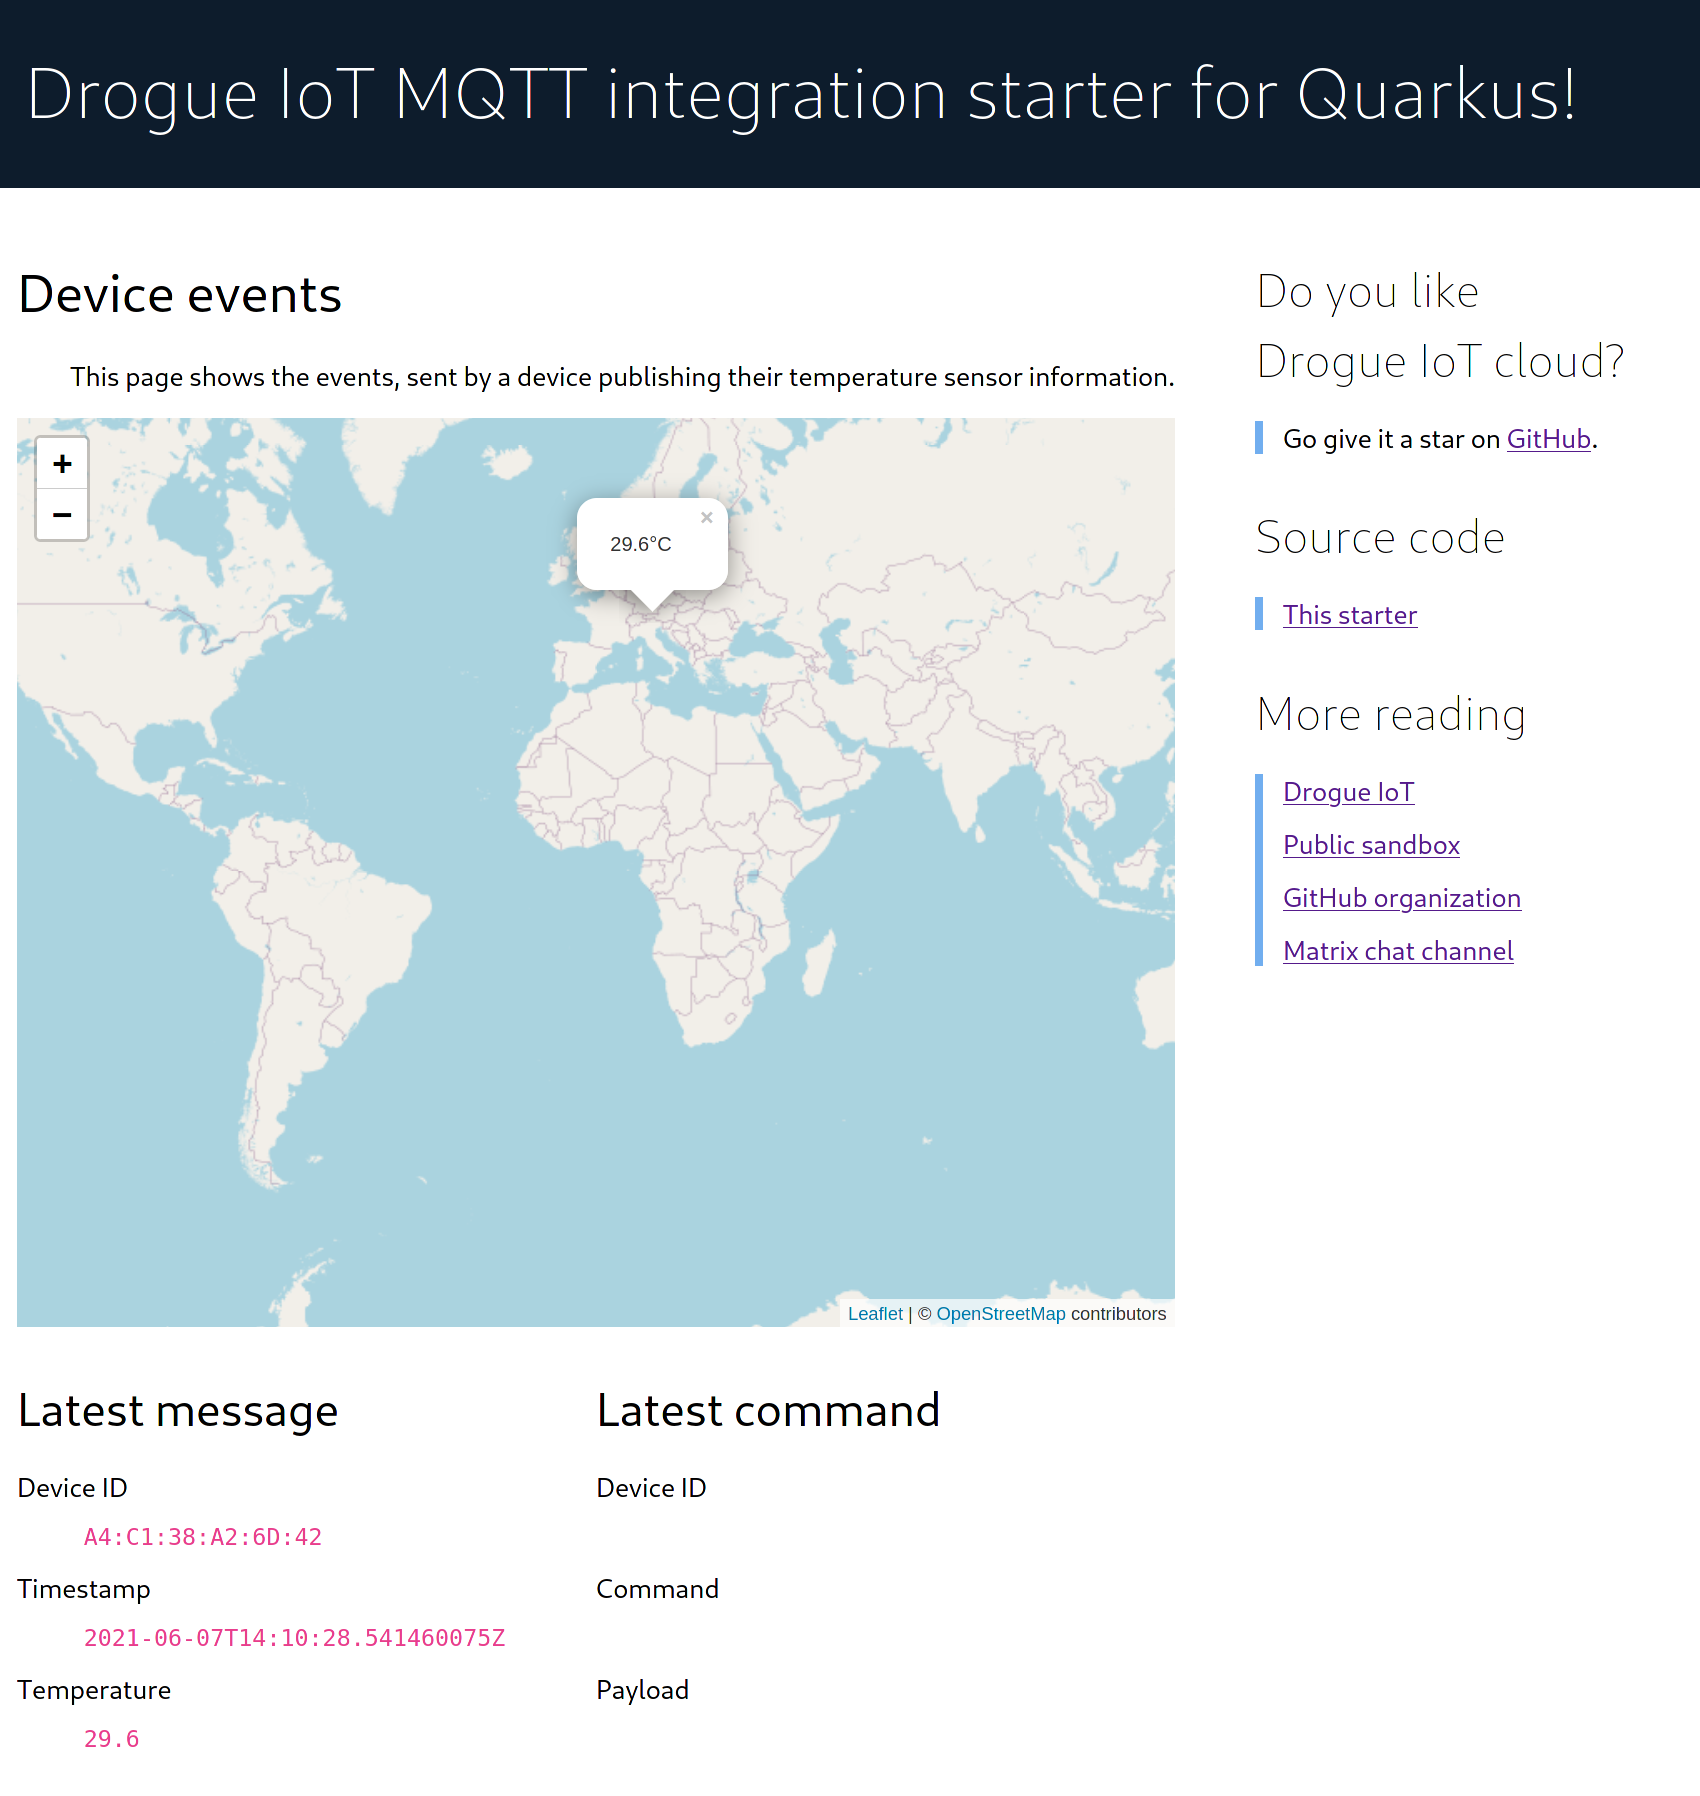 Drogue IoT MQTT integration starter for Quarkus!
Device events
This page shows the events, sent by a device publishing their temperature sensor information.
+
−
29.6°C
×
Leaflet | © OpenStreetMap contributors
Latest message
Device ID
A4:C1:38:A2:6D:42
Timestamp
2021-06-07T14:10:28.541460075Z
Temperature
29.6
Latest command
Device ID
Command
Payload
Do you like
Drogue IoT cloud?
Go give it a star on GitHub.
Source code
This starter
More reading
Drogue IoT
Public sandbox
GitHub organization
Matrix chat channel